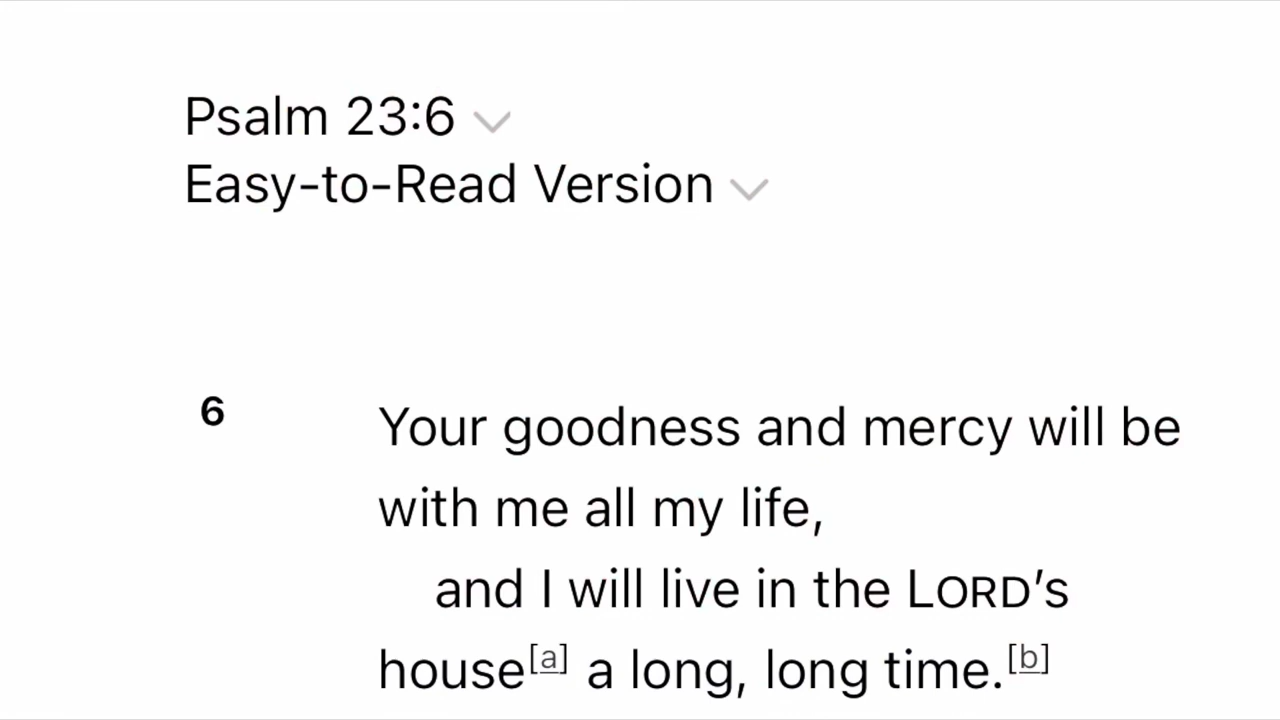 Psalm 23:6
Easy-to-Read Version
6 Your goodness and mercy will be
with me all my life,
and I will live in the LORD’s
house[a] a long, long time.[b]